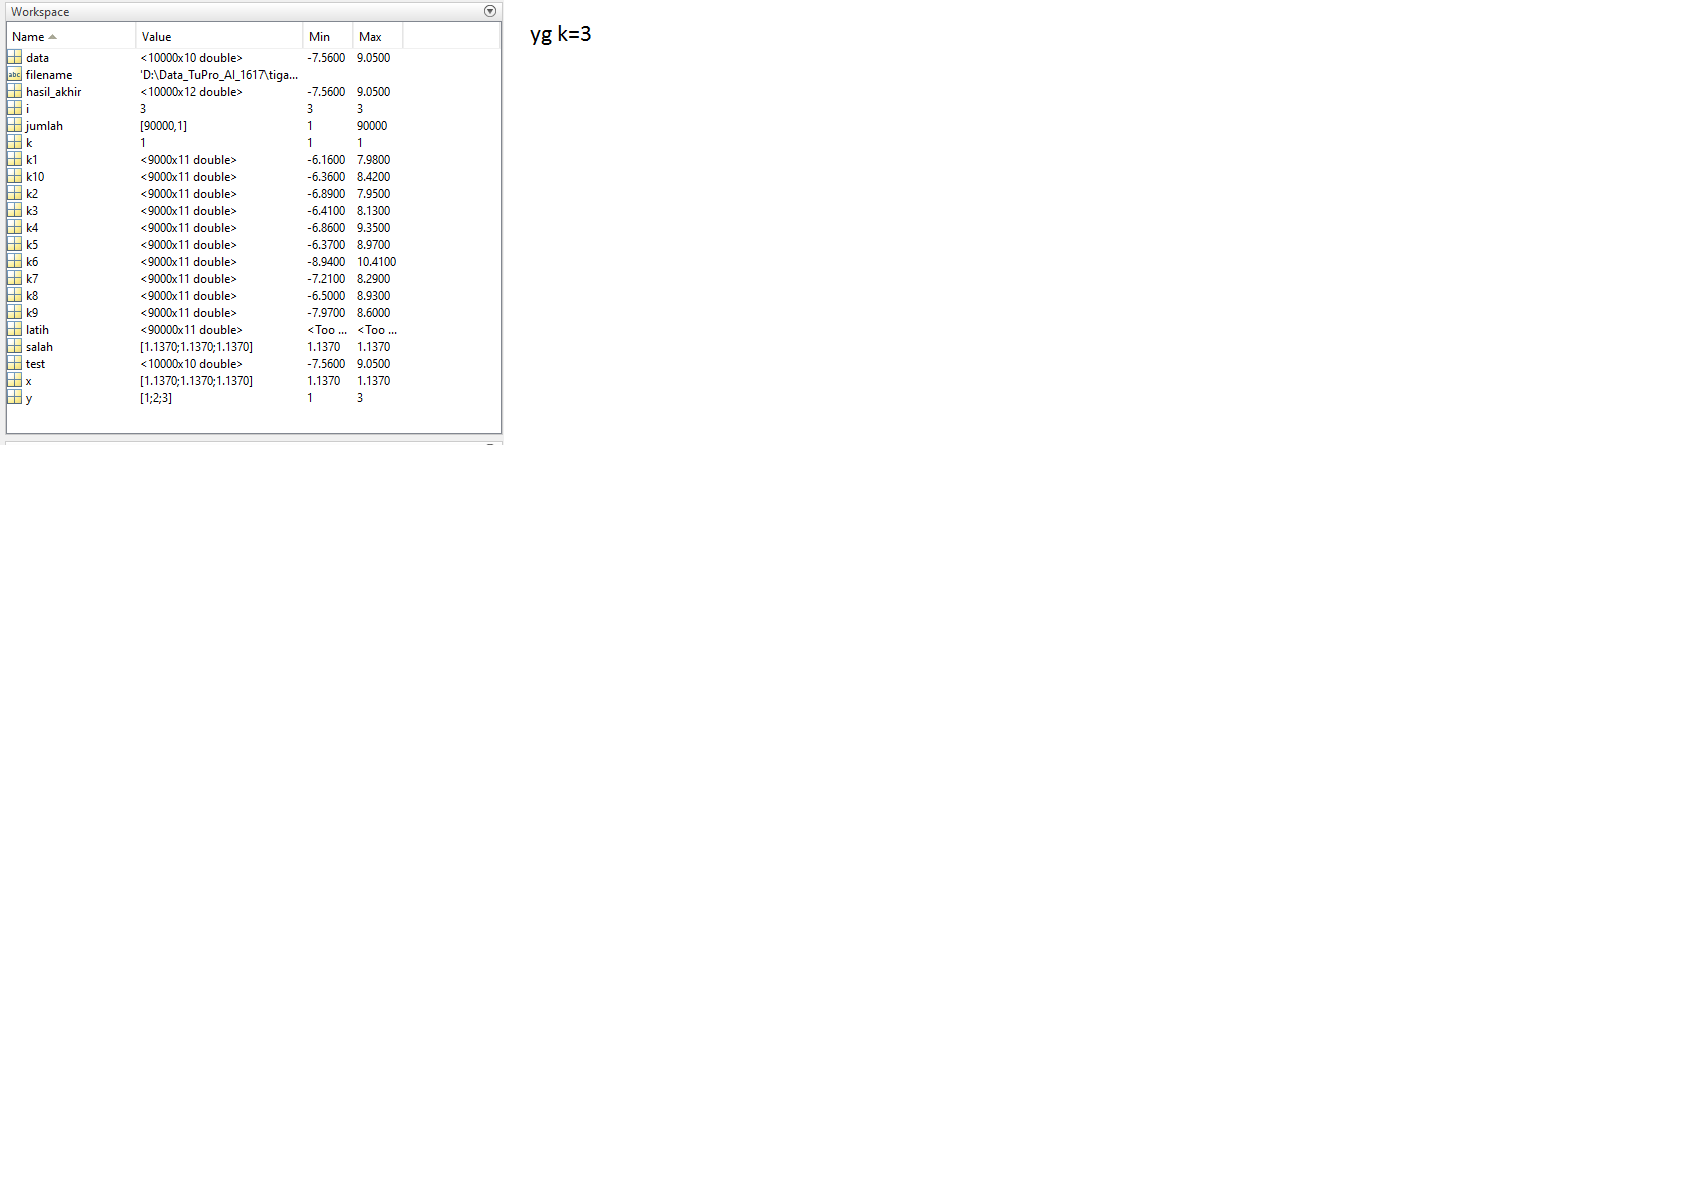 Workspace
yg k=3
Name Value Min Max
data <10000x10 double> -7.5600 9.0500
abc filename 'D:\Data_TuPro_AI_1617\tiga...
hasil_akhir <10000x12 double> -7.5600 9.0500
i 3 3 3
jumlah [90000,1] 1 90000
k 1 1 1
k1 <9000x11 double> -6.1600 7.9800
k10 <9000x11 double> -6.3600 8.4200
k2 <9000x11 double> -6.8900 7.9500
k3 <9000x11 double> -6.4100 8.1300
k4 <9000x11 double> -6.8600 9.3500
k5 <9000x11 double> -6.3700 8.9700
k6 <9000x11 double> -8.9400 10.4100
k7 <9000x11 double> -7.2100 8.2900
k8 <9000x11 double> -6.5000 8.9300
k9 <9000x11 double> -7.9700 8.6000
latih <90000x11 double> <Too ... <Too ...
salah [1.1370;1.1370;1.1370] 1.1370 1.1370
test <10000x10 double> -7.5600 9.0500
x [1.1370;1.1370;1.1370] 1.1370 1.1370
y [1;2;3] 1 3